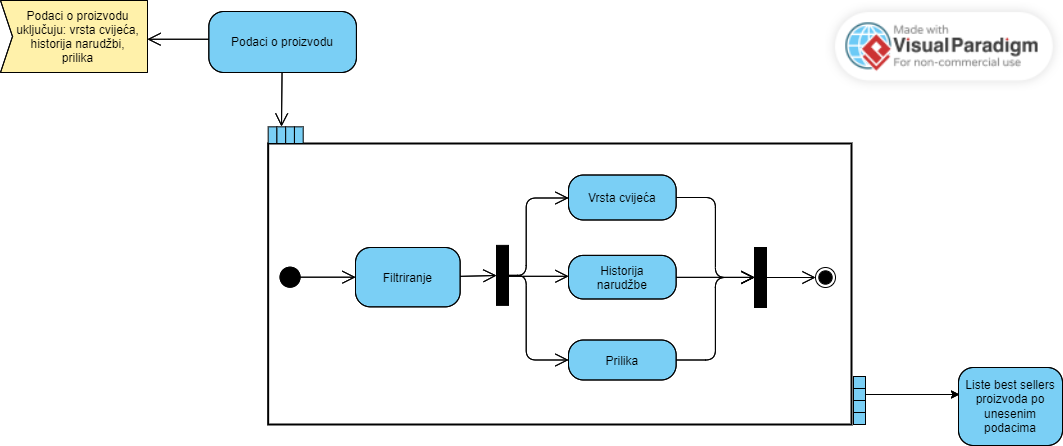 Podaci o proizvodu
uključuju: vrsta cvijeća,
historija narudžbi,
prilika
Podaci o proizvodu
Made with
Visual Paradigm
For non-commercial use
Vrsta cvijeća
Filtriranje
Historija
narudžbe
Prilika
Liste best sellers
proizvoda po
unesenim
podacima